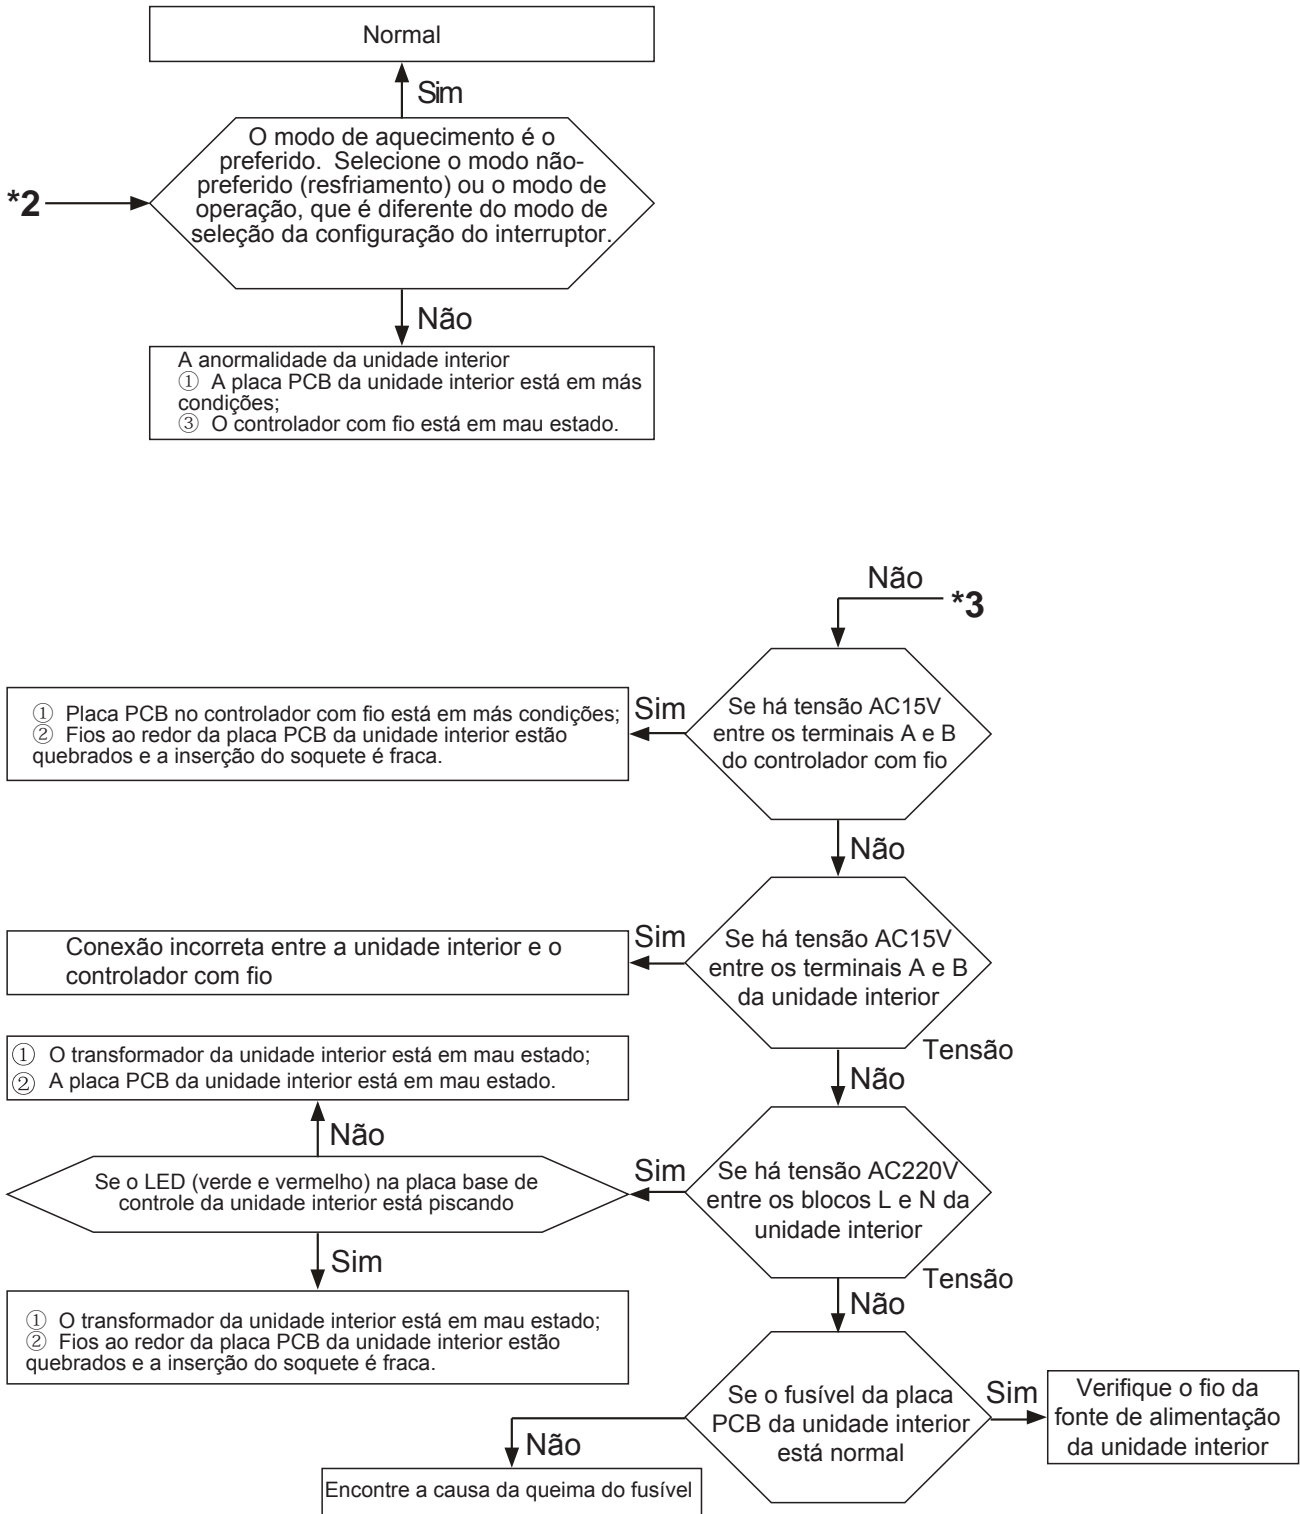 Normal
Sim
O modo de aquecimento é o
preferido. Selecione o modo não-
preferido (resfriamento) ou o modo de
operação, que é diferente do modo de
seleção da configuração do interruptor.
*2
Não
A anormalidade da unidade interior
① A placa PCB da unidade interior está em más
condições;
③ O controlador com fio está em mau estado.
Não
*3
Se há tensão AC15V
entre os terminais A e B
do controlador com fio
Sim
① Placa PCB no controlador com fio está em más condições;
② Fios ao redor da placa PCB da unidade interior estão
quebrados e a inserção do soquete é fraca.
Não
Se há tensão AC15V
entre os terminais A e B
da unidade interior
Sim
Conexão incorreta entre a unidade interior e o
controlador com fio
Tensão
Não
① O transformador da unidade interior está em mau estado;
② A placa PCB da unidade interior está em mau estado.
Não
Se há tensão AC220V
entre os blocos L e N da
unidade interior
Sim
Se o LED (verde e vermelho) na placa base de
controle da unidade interior está piscando
Sim
Tensão
Não
① O transformador da unidade interior está em mau estado;
② Fios ao redor da placa PCB da unidade interior estão
quebrados e a inserção do soquete é fraca.
Se o fusível da placa
PCB da unidade interior
está normal
Sim
Verifique o fio da
fonte de alimentação
da unidade interior
Não
Encontre a causa da queima do fusível